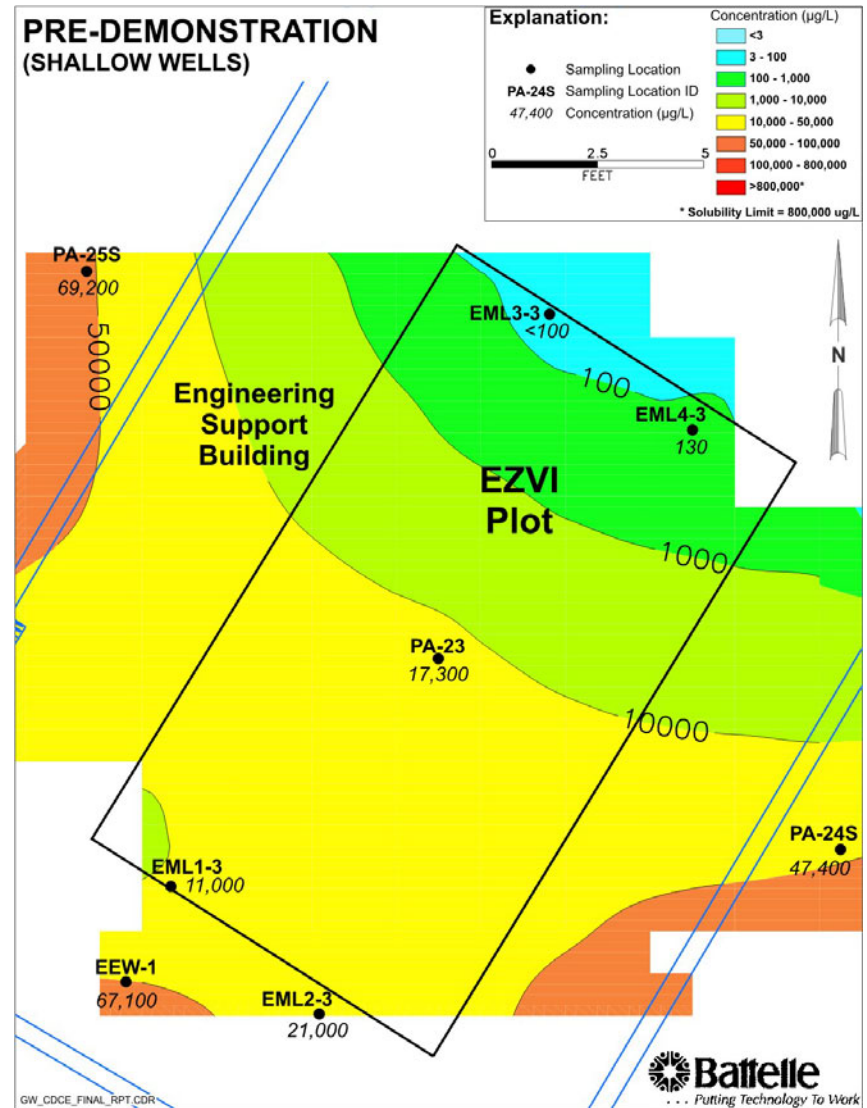 PRE-DEMONSTRATION
(SHALLOW WELLS)
Explanation:
Sampling Location
PA-24S Sampling Location ID
47,400 Concentration (µg/L)
0 2.5 5
FEET
Concentration (µg/L)
<3
3 - 100
100 - 1,000
1,000 - 10,000
10,000 - 50,000
50,000 - 100,000
100,000 - 800,000
>800,000*
* Solubility Limit = 800,000 ug/L
N
PA-25S
69,200
50000
EML3-3
<100
100
Engineering
Support
Building
EML4-3
130
EZVI
Plot
1000
PA-23
17,300
10000
PA-24S
47,400
EML1-3
11,000
EEW-1
67,100
EML2-3
21,000
Battelle
. . . Putting Technology To Work
GW_CDCE_FINAL_RPT.CDR